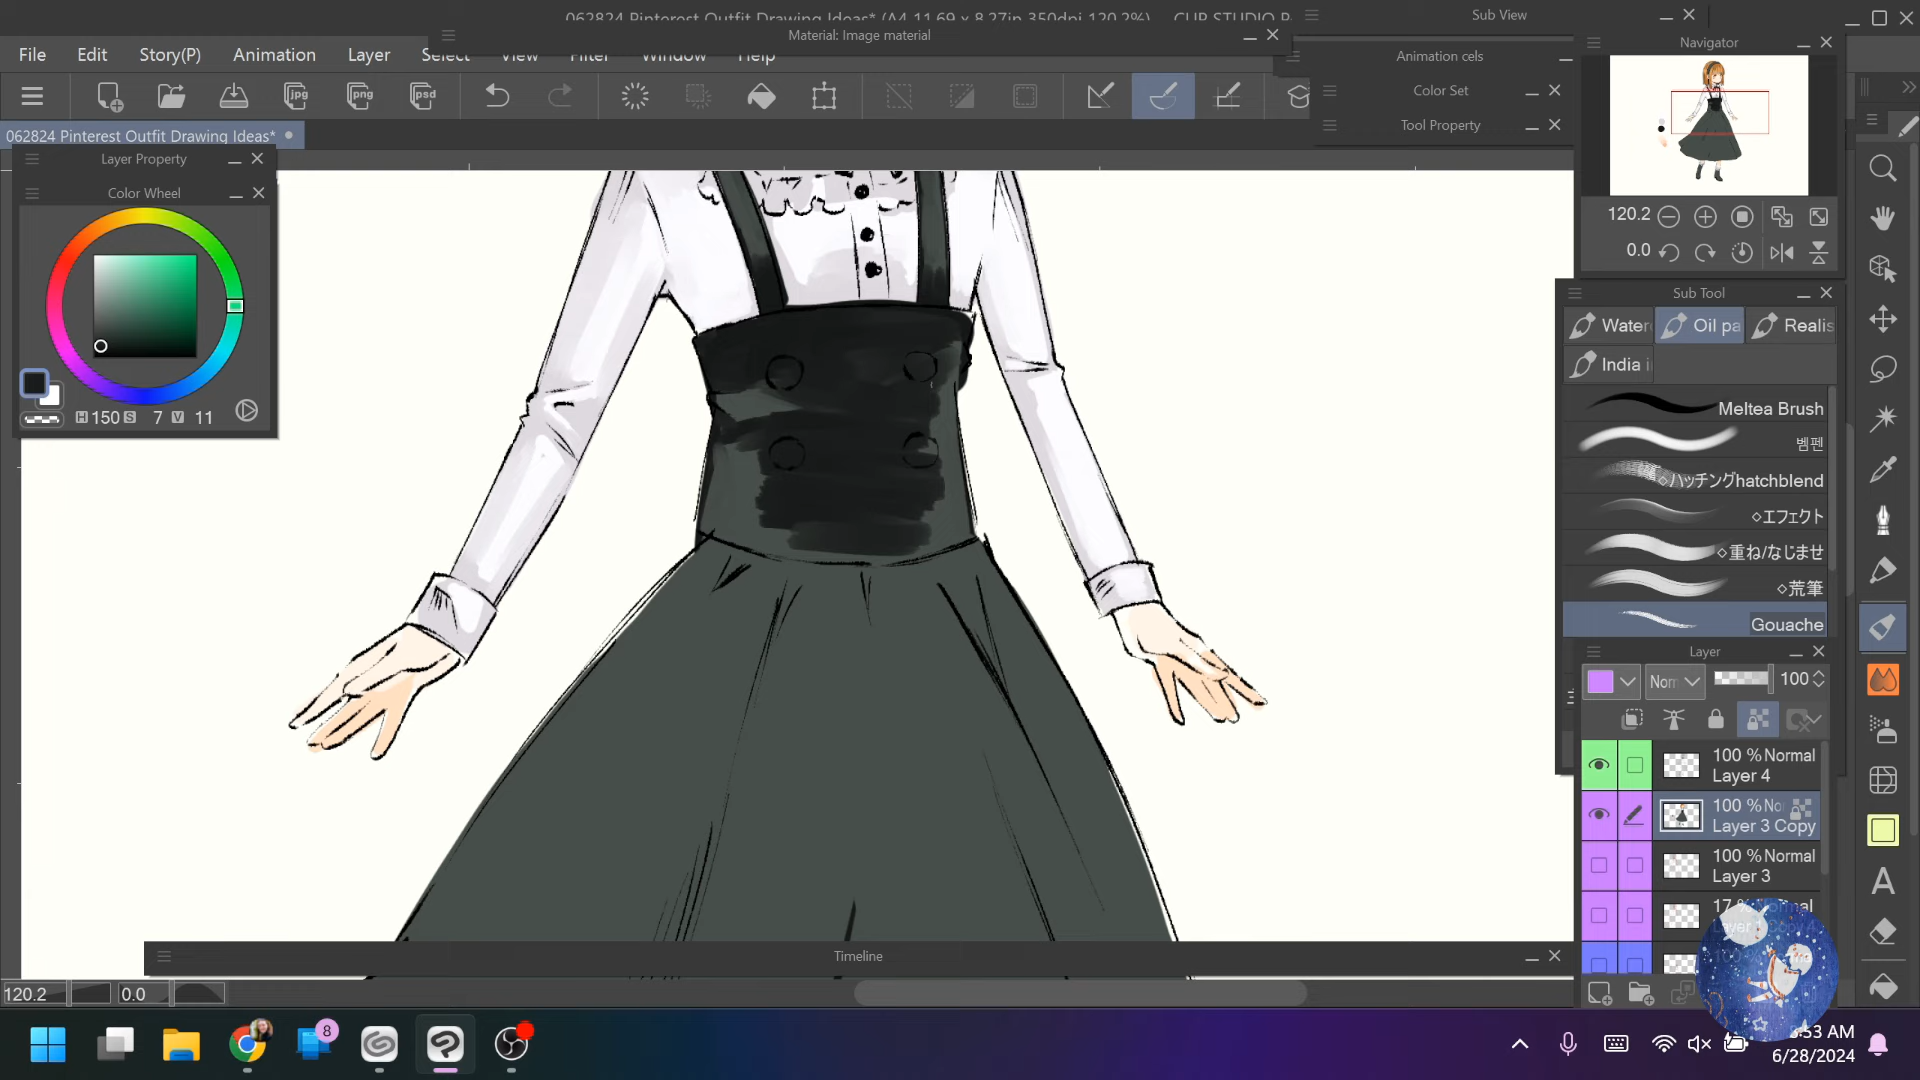 062824 Pinterest Outfit Drawing Ideas* (A4 11.69 x 8.27in 350dpi 120.2%)
Sub View
Material: Image material
Navigator
File Edit Story(P) Animation Layer Select View Filter Window Help
Animation cels
Color Set
jpg png psd
Tool Property
062824 Pinterest Outfit Drawing Ideas*
Layer Property
Color Wheel
120.2
0.0
Sub Tool
Water Oil pa Realis
India i
H 150 S 7 V 11
Meltea Brush
벰펜
◇ハッチングhatchblend
◇エフェクト
◇重ね/なじませ
◇荒筆
Gouache
Layer
Norm 100
100 % Normal
Layer 4
100 % No
Layer 3 Copy
100 % Normal
Layer 3
17 %
A
Timeline
120.2 0.0
8
:53 AM
6/28/2024